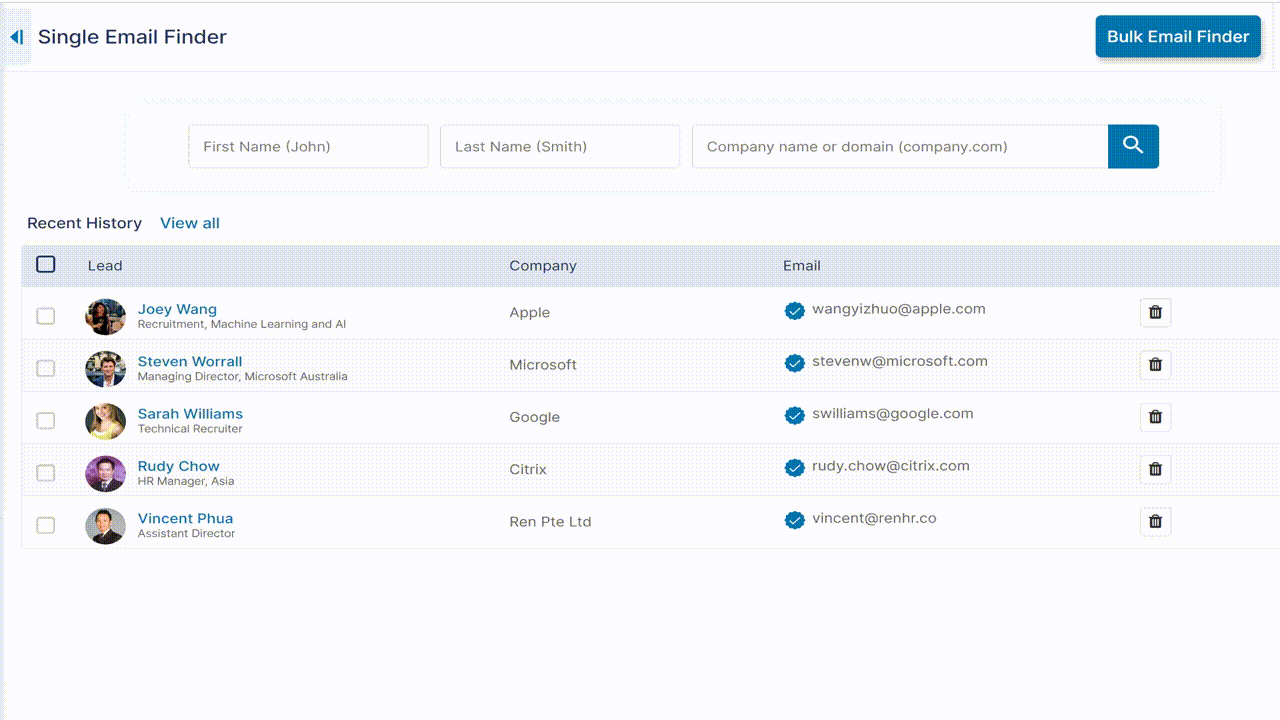 Single Email Finder
Bulk Email Finder
First Name (John)
Last Name (Smith)
Company name or domain (company.com)
Recent History View all
Lead Company Email
Joey Wang
Recruitment, Machine Learning and AI
Apple
wangyizhuo@apple.com
Steven Worrall
Managing Director, Microsoft Australia
Microsoft
stevenw@microsoft.com
Sarah Williams
Technical Recruiter
Google
swilliams@google.com
Rudy Chow
HR Manager, Asia
Citrix
rudy.chow@citrix.com
Vincent Phua
Assistant Director
Ren Pte Ltd
vincent@renhr.co